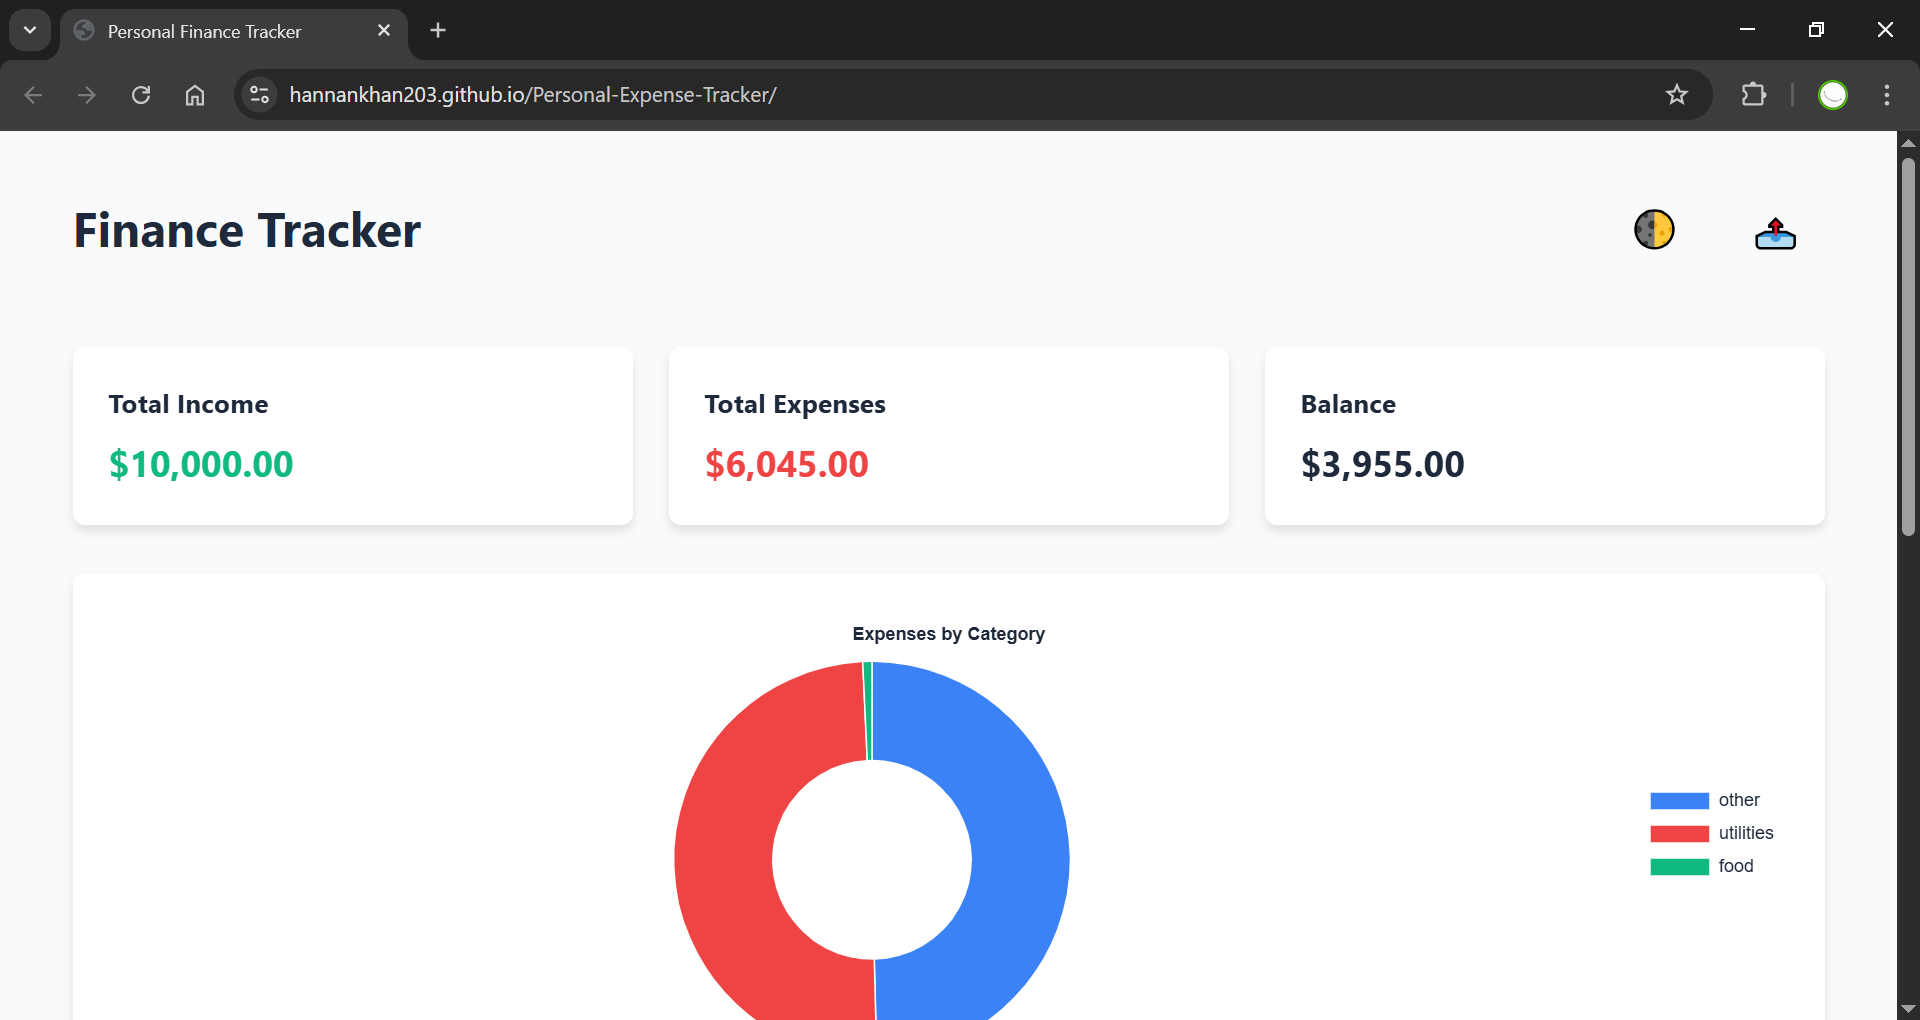 Personal Finance Tracker
hannankhan203.github.io/Personal-Expense-Tracker/
Finance Tracker
Total Income
$10,000.00
Total Expenses
$6,045.00
Balance
$3,955.00
Expenses by Category
other
utilities
food